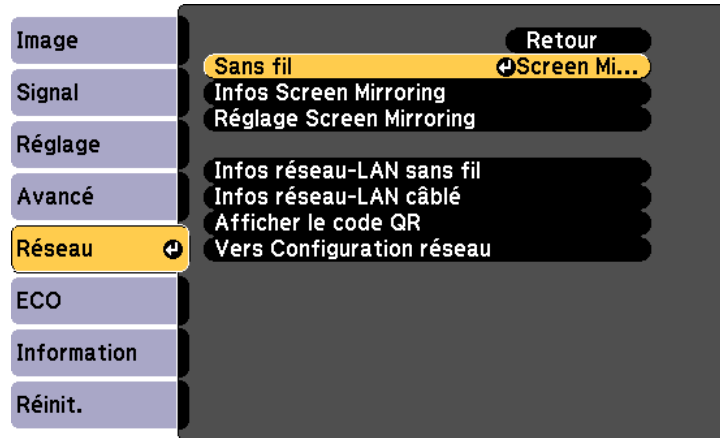 Image
Signal
Réglage
Avancé
Réseau
ECO
Information
Réinit.
Retour
Sans fil Screen Mi...
Infos Screen Mirroring
Réglage Screen Mirroring
Infos réseau-LAN sans fil
Infos réseau-LAN câblé
Afficher le code QR
Vers Configuration réseau